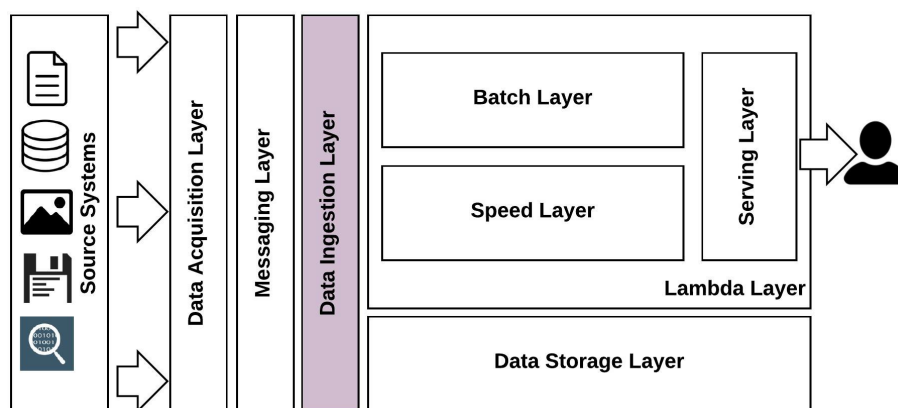 Source Systems
Data Acquisition Layer
Messaging Layer
Data Ingestion Layer
Batch Layer
Speed Layer
Serving Layer
Lambda Layer
Data Storage Layer